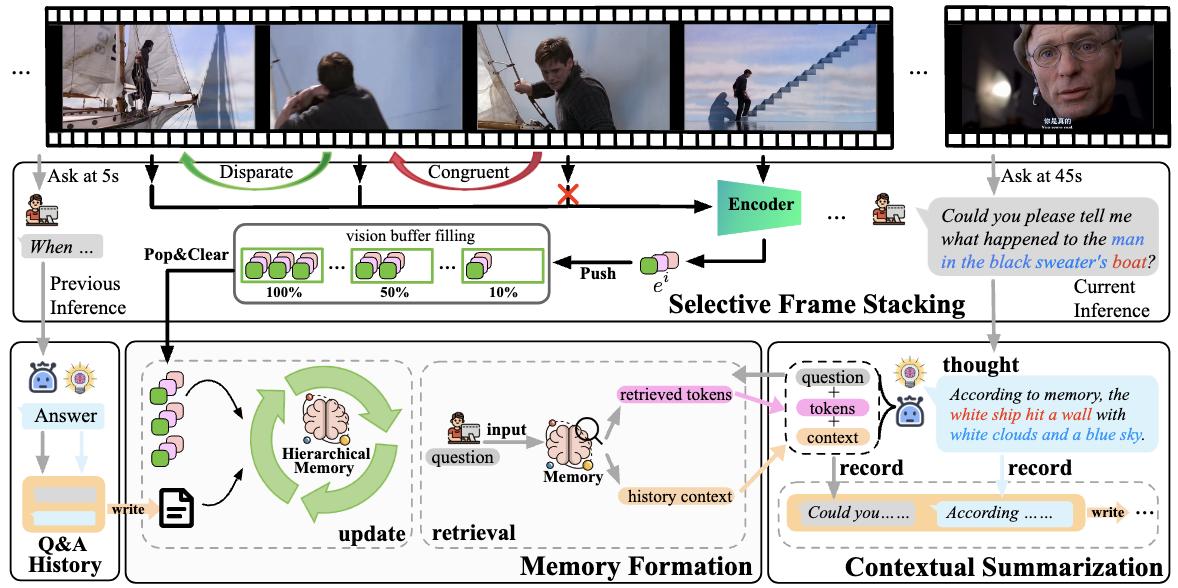 ...
...
你是真的
You were real
Disparate
Congruent
Ask at 5s
Ask at 45s
Encoder
...
When ...
Could you please tell me
what happened to the man
in the black sweater's boat?
vision buffer filling
... ...
100% 50% 10%
Pop&Clear
Push
e^i
Previous
Inference
Current
Inference
Selective Frame Stacking
Answer
write
Q&A
History
Hierarchical
Memory
update
question
input
Memory
retrieved tokens
history context
retrieval
Memory Formation
question
+
tokens
+
context
thought
According to memory, the
white ship hit a wall with
white clouds and a blue sky.
record
record
Could you……
According ……
write
...
Contextual Summarization